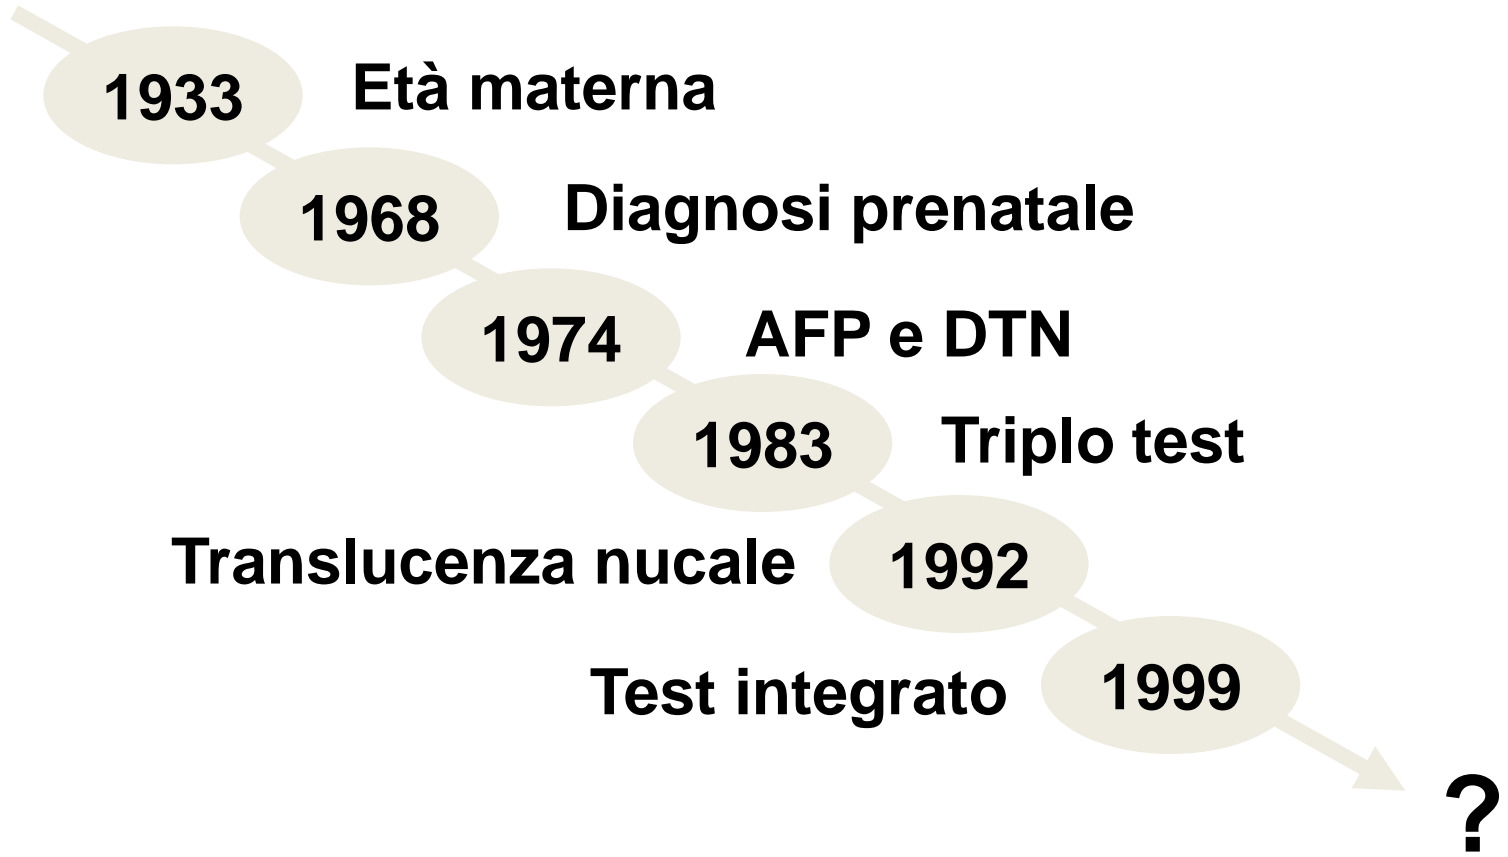 1933 Età materna
1968 Diagnosi prenatale
1974 AFP e DTN
1983 Triplo test
Translucenza nucale 1992
Test integrato 1999
?